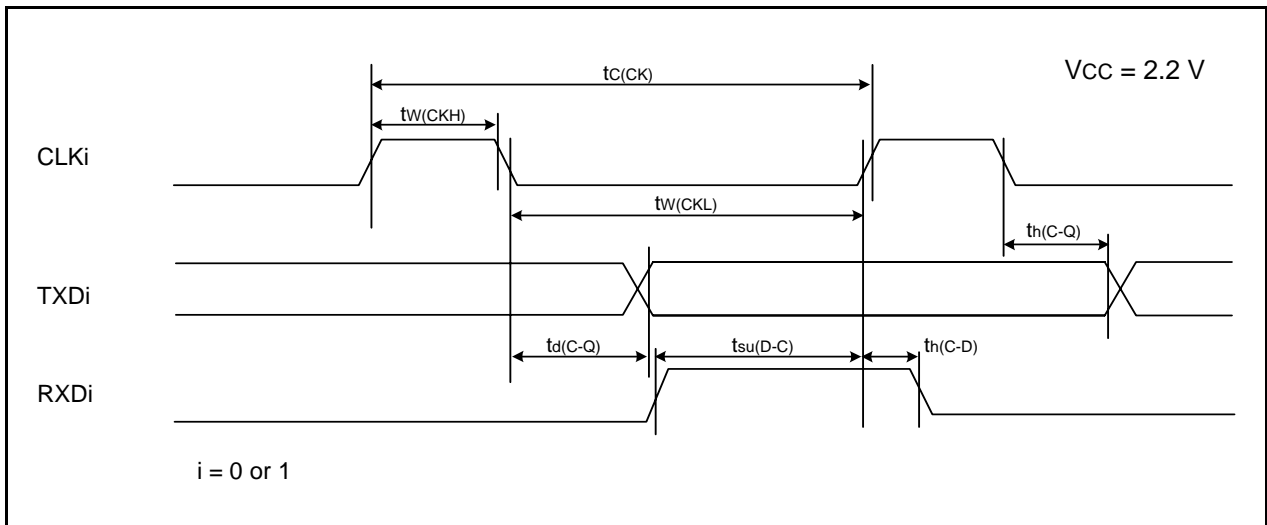 tC(CK)
VCC = 2.2 V
tW(CKH)
CLKi
tW(CKL)
th(C-Q)
TXDi
td(C-Q)
tsu(D-C)
th(C-D)
RXDi
i = 0 or 1